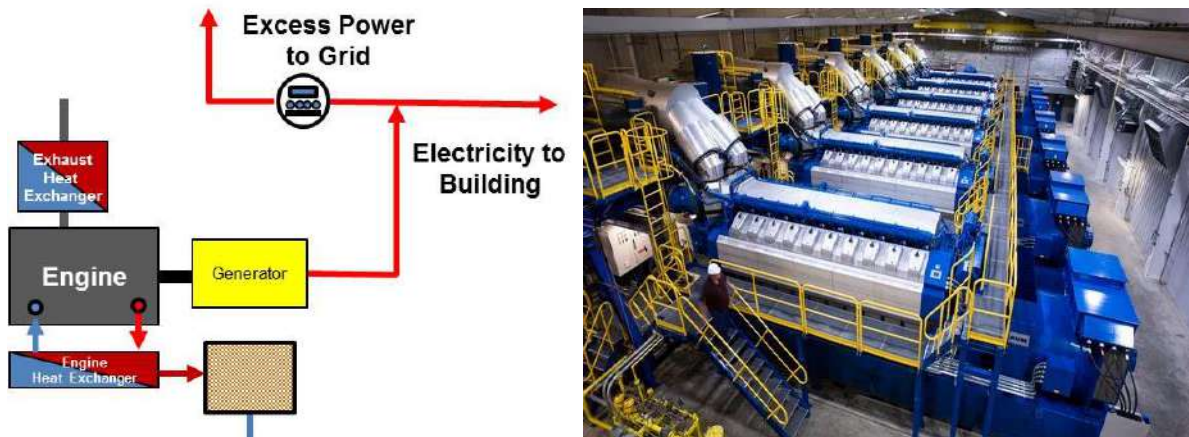 Excess Power
to Grid
Exhaust
Heat
Exchanger
Electricity to
Building
Engine
Generator
Engine
Heat Exchanger